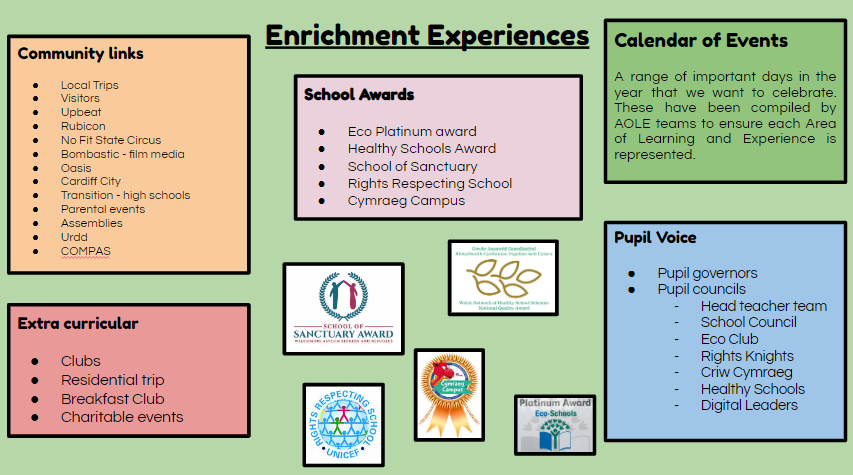 Enrichment Experiences
Community links
● Local Trips
● Visitors
● Upbeat
● Rubicon
● No Fit State Circus
● Bombastic - film media
● Oasis
● Cardiff City
● Transition - high schools
● Parental events
● Assemblies
● Urdd
● COMPAS
School Awards
● Eco Platinum award
● Healthy Schools Award
● School of Sanctuary
● Rights Respecting School
● Cymraeg Campus
Calendar of Events
A range of important days in the
year that we want to celebrate.
These have been compiled by
AOLE teams to ensure each Area
of Learning and Experience is
represented.
Extra curricular
● Clubs
● Residential trip
● Breakfast Club
● Charitable events
Pupil Voice
● Pupil governors
● Pupil councils
- Head teacher team
- School Council
- Eco Club
- Rights Knights
- Criw Cymraeg
- Healthy Schools
- Digital Leaders
SCHOOL OF
SANCTUARY AWARD
WELCOMING ASYLUM SEEKERS AND REFUGEES
Welsh Network of Healthy School Schemes
National Quality Award
RIGHTS RESPECTING SCHOOL
UNICEF
Cymraeg
Campus
Platinum Award
Eco-Schools